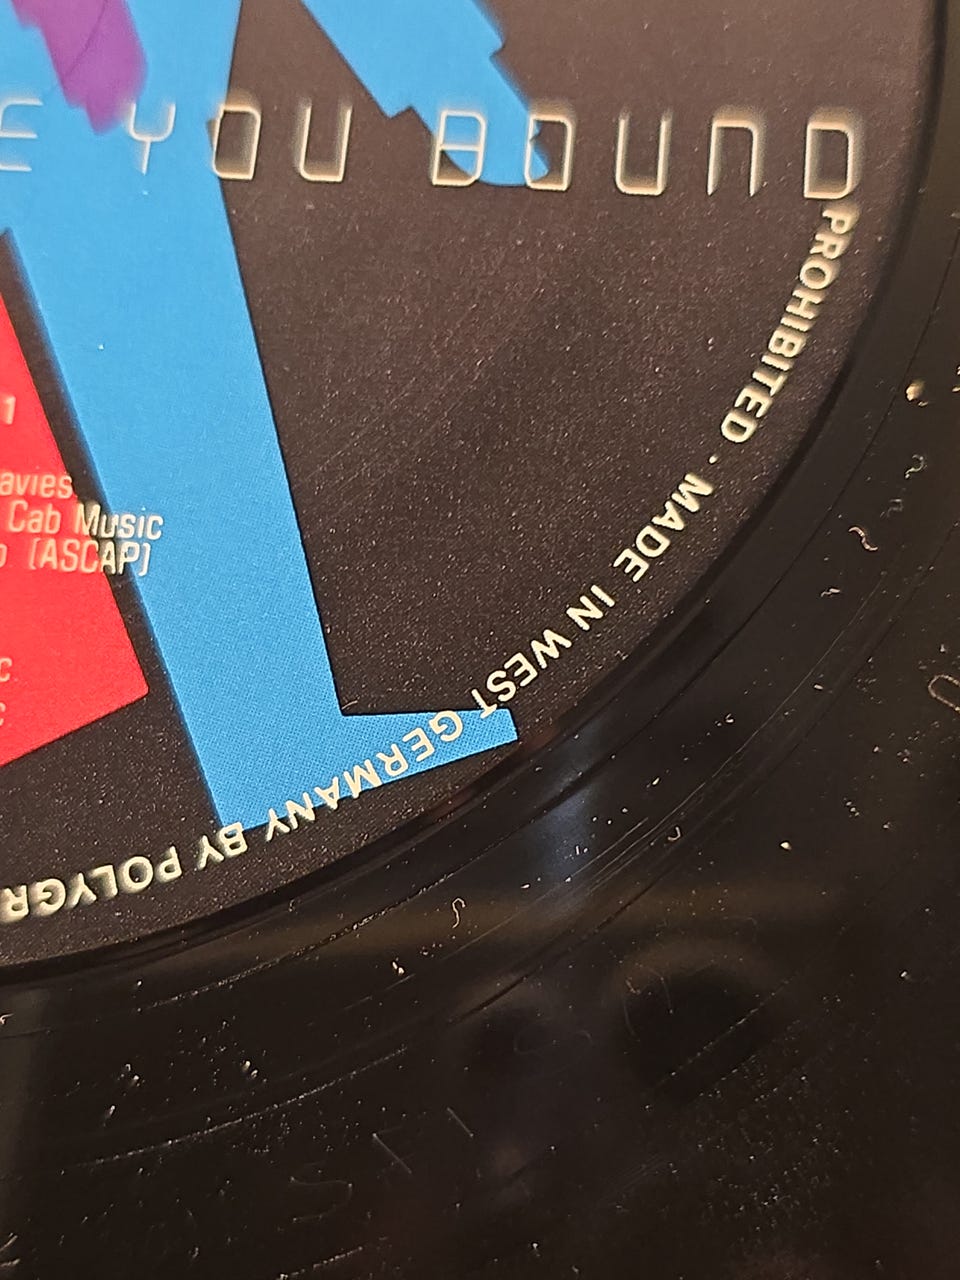 E YOU BOUND
1
avies
Cab Music
o (ASCAP)
c
c
PROHIBITED · MADE IN WEST GERMANY BY POLYGR